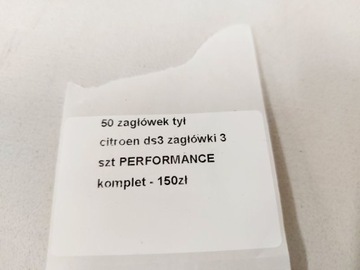 50 zagłówek tył
citroen ds3 zagłówki 3
szt PERFORMANCE
komplet - 150zł